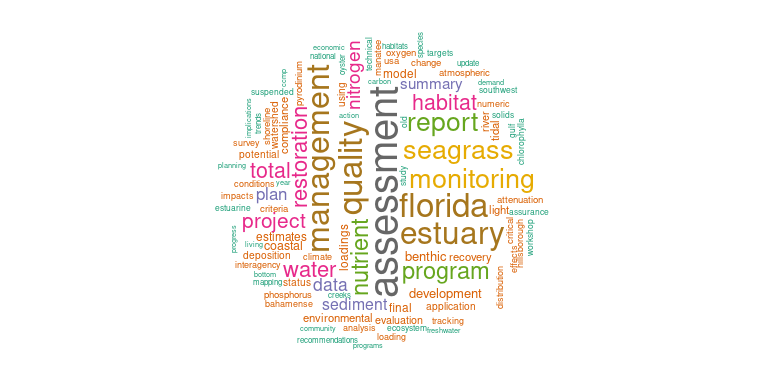 economic
national
ccmp
suspended
pyrodinium
oyster
nitrogen
technical
manatee
habitats
species
oxygen
targets
usa
change
update
model
atmospheric
carbon
summary
demand
southwest
using
action
implications
trends
shoreline
watershed
compliance
restoration
management
quality
assessment
habitat
numeric
report
old
river
tidal
solids
gulf
chlorophylla
survey
potential
seagrass
planning
total
study
monitoring
conditions
year
impacts
plan
florida
light
attenuation
assurance
estuarine
criteria
project
estuary
critical
hillsborough
workshop
effects
progress
estimates
living
coastal
loadings
nutrient
deposition
climate
benthic
recovery
interagency
water
program
bottom
mapping
status
data
distribution
phosphorus
creeks
development
bahamense
sediment
final
application
environmental
evaluation
tracking
community
analysis
ecosystem
freshwater
loading
recommendations
programs